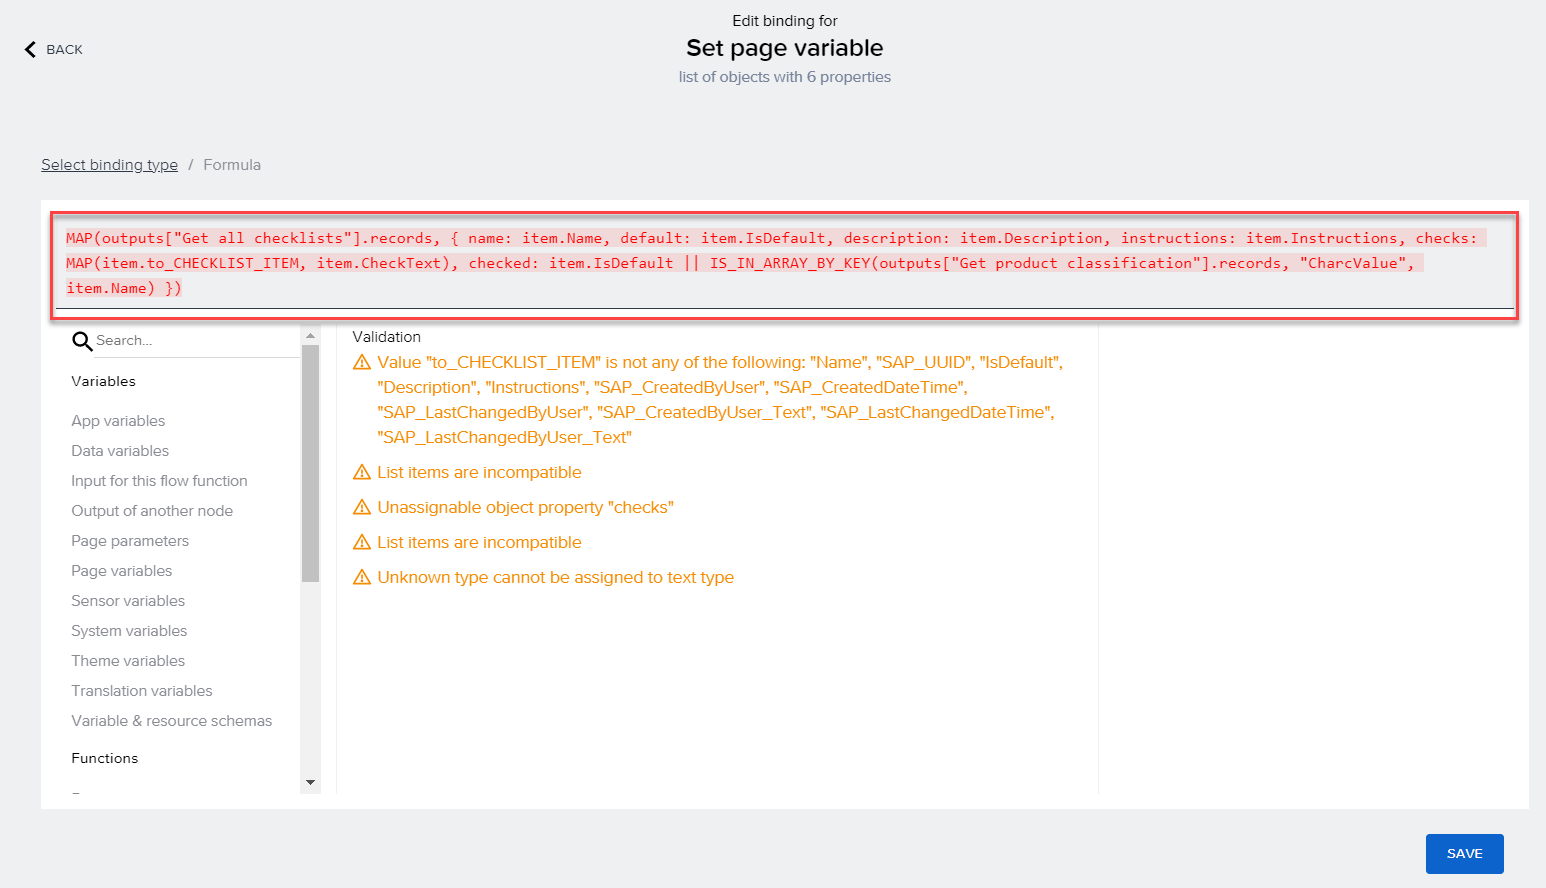 Edit binding for
BACK
Set page variable
list of objects with 6 properties
Select binding type / Formula
MAP(outputs["Get all checklists"].records, { name: item.Name, default: item.IsDefault, description: item.Description, instructions: item.Instructions, checks:
MAP(item.to_CHECKLIST_ITEM, item.CheckText), checked: item.IsDefault || IS_IN_ARRAY_BY_KEY(outputs["Get product classification"].records, "CharcValue",
item.Name) })
Search...
Variables
App variables
Data variables
Input for this flow function
Output of another node
Page parameters
Page variables
Sensor variables
System variables
Theme variables
Translation variables
Variable & resource schemas
Functions
Validation
Value "to_CHECKLIST_ITEM" is not any of the following: "Name", "SAP_UUID", "IsDefault",
"Description", "Instructions", "SAP_CreatedByUser", "SAP_CreatedDateTime",
"SAP_LastChangedByUser", "SAP_CreatedByUser_Text", "SAP_LastChangedDateTime",
"SAP_LastChangedByUser_Text"
List items are incompatible
Unassignable object property "checks"
List items are incompatible
Unknown type cannot be assigned to text type
SAVE